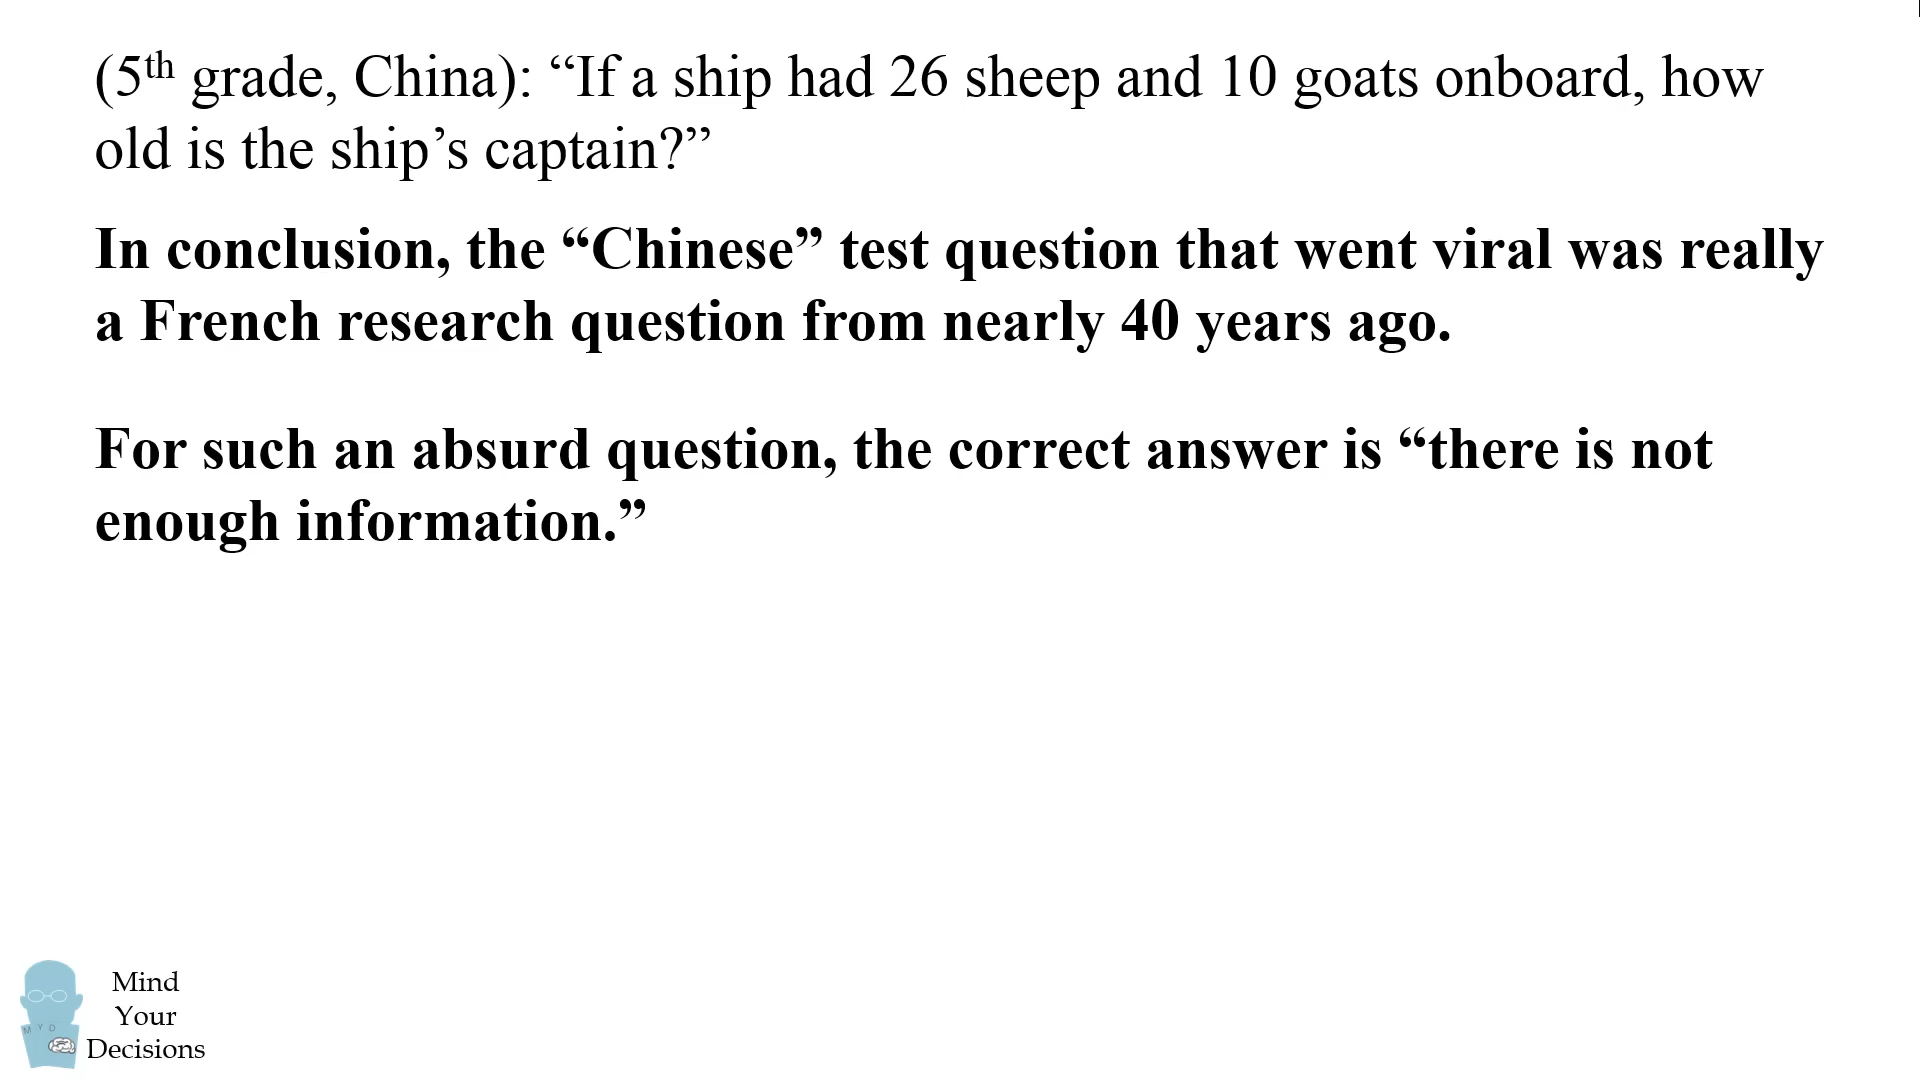 (5th grade, China): “If a ship had 26 sheep and 10 goats onboard, how
old is the ship’s captain?”
In conclusion, the “Chinese” test question that went viral was really
a French research question from nearly 40 years ago.
For such an absurd question, the correct answer is “there is not
enough information.”
Mind
Your
Decisions
M Y D